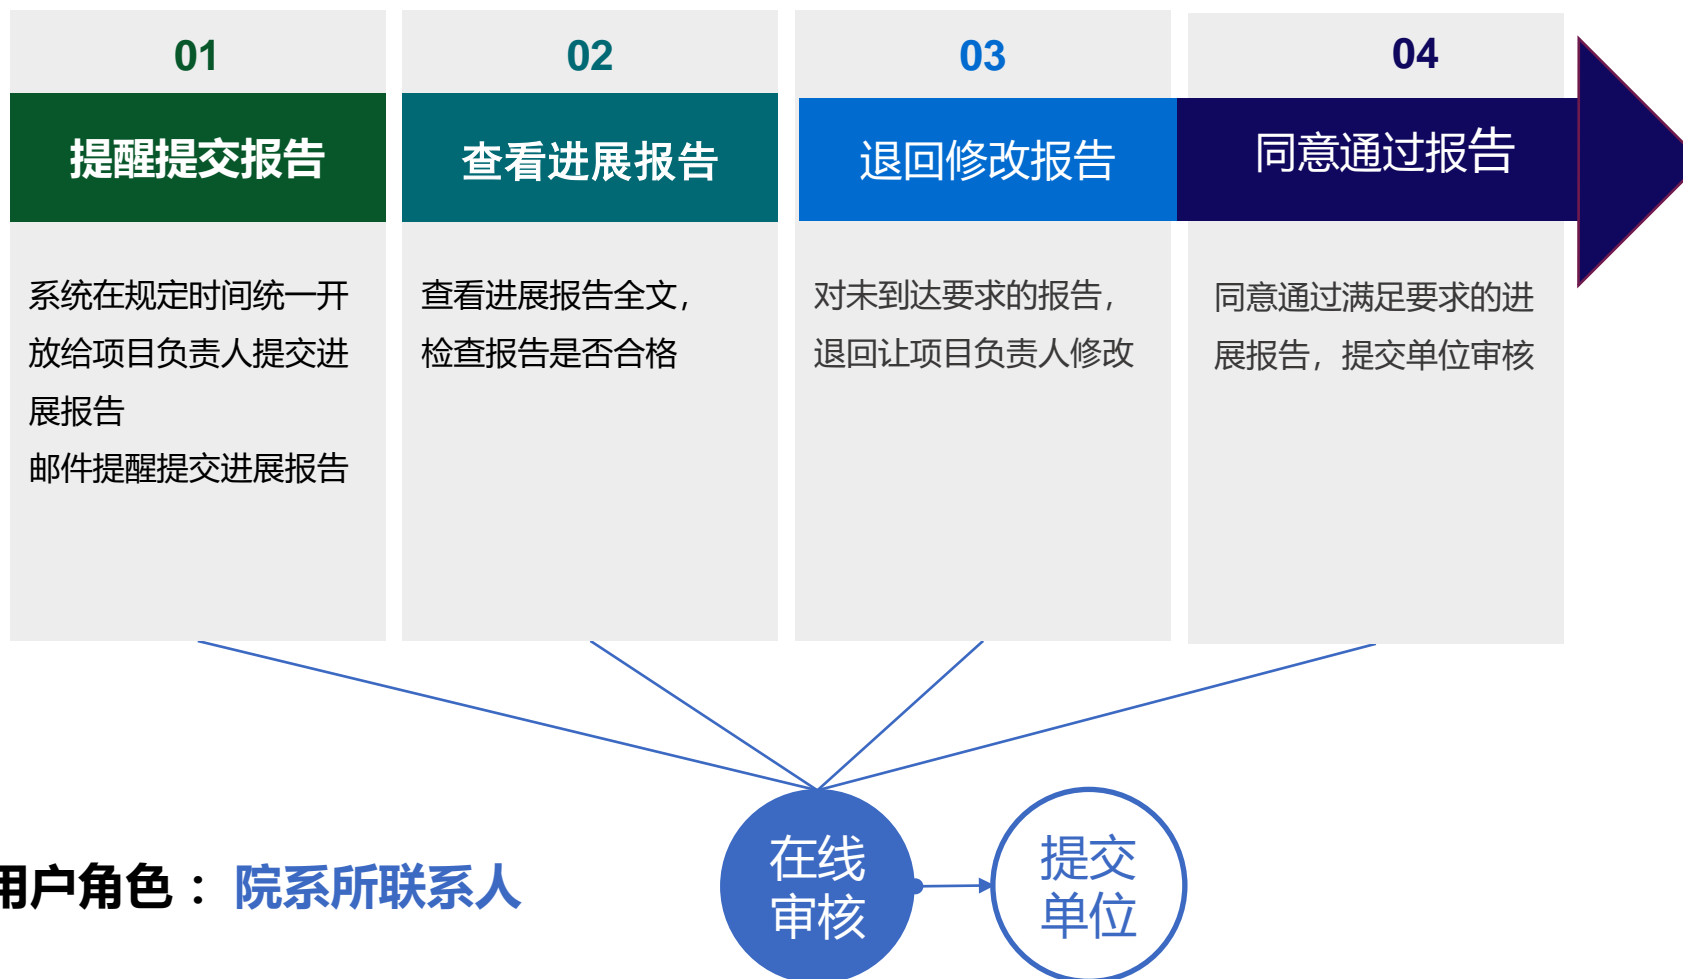 01
提醒提交报告
系统在规定时间统一开
放给项目负责人提交进
展报告
邮件提醒提交进展报告
02
查看进展报告
查看进展报告全文，
检查报告是否合格
03
退回修改报告
对未到达要求的报告，
退回让项目负责人修改
04
同意通过报告
同意通过满足要求的进
展报告，提交单位审核
用户角色：院系所联系人
在线
审核
提交
单位